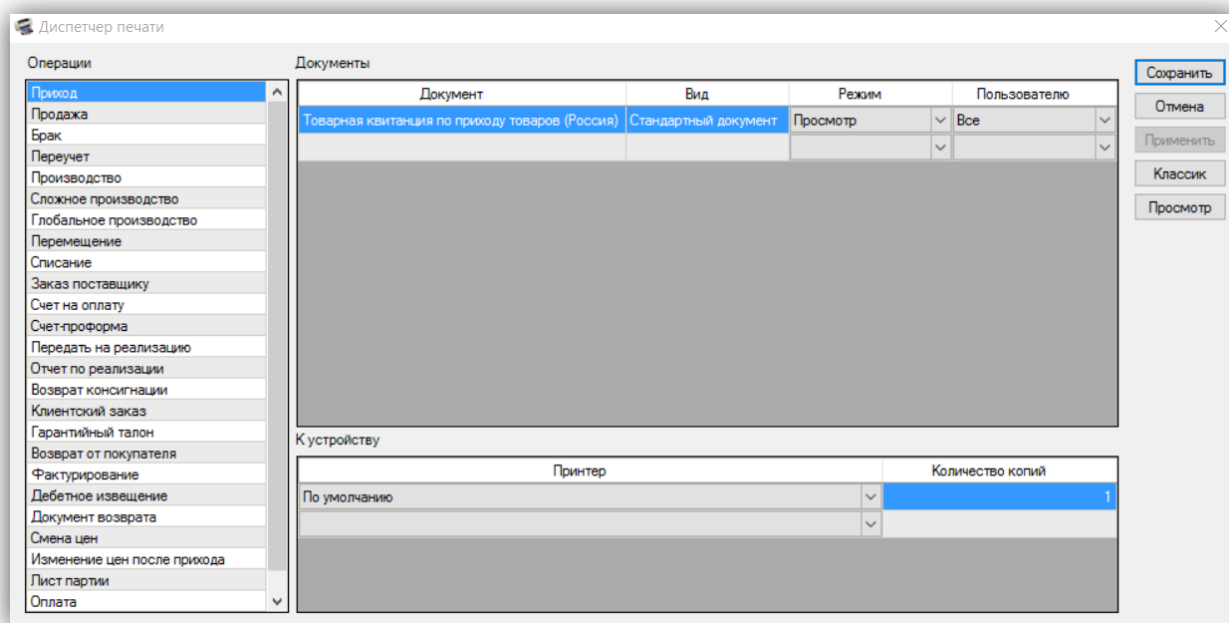 Диспетчер печати
Операции
Документы
Приход
Продажа
Брак
Переучет
Производство
Сложное производство
Глобальное производство
Перемещение
Списание
Заказ поставщику
Счет на оплату
Счет-проформа
Передать на реализацию
Отчет по реализации
Возврат консигнации
Клиентский заказ
Гарантийный талон
Возврат от покупателя
Фактурирование
Дебетное извещение
Документ возврата
Смена цен
Изменение цен после прихода
Лист партии
Оплата
Документ Вид Режим Пользователю
Товарная квитанция по приходу товаров (Россия) Стандартный документ Просмотр Все
К устройству
Принтер Количество копий
По умолчанию 1
Сохранить
Отмена
Применить
Классик
Просмотр